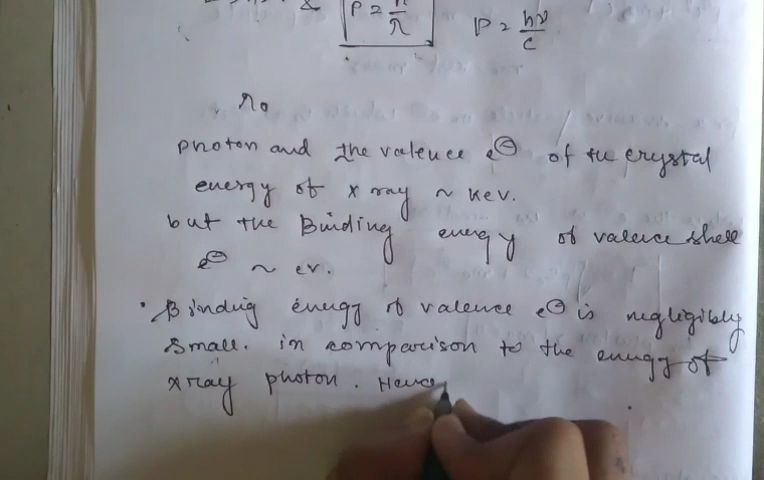 P = h/λ P = hν/c
λ₀
photon and the valence e⊖ of the crystal
energy of x ray ~ kev.
but the Binding energy of valence shell
e⊖ ~ ev.
• Binding energy of valence e⊖ is negligibly
small. in comparison to the energy of
x ray photon. Hence